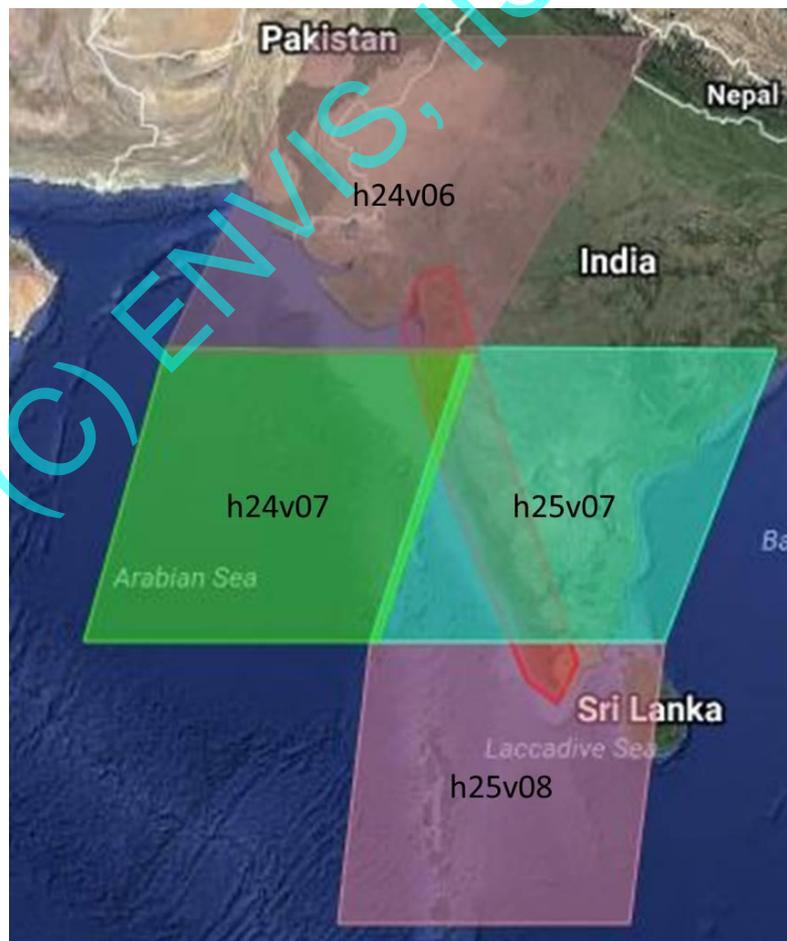 Pakistan
Nepal
h24v06
India
(C) ENVIS, IIS
h24v07
h25v07
Arabian Sea
Ba
Sri Lanka
Laccadive Sea
h25v08